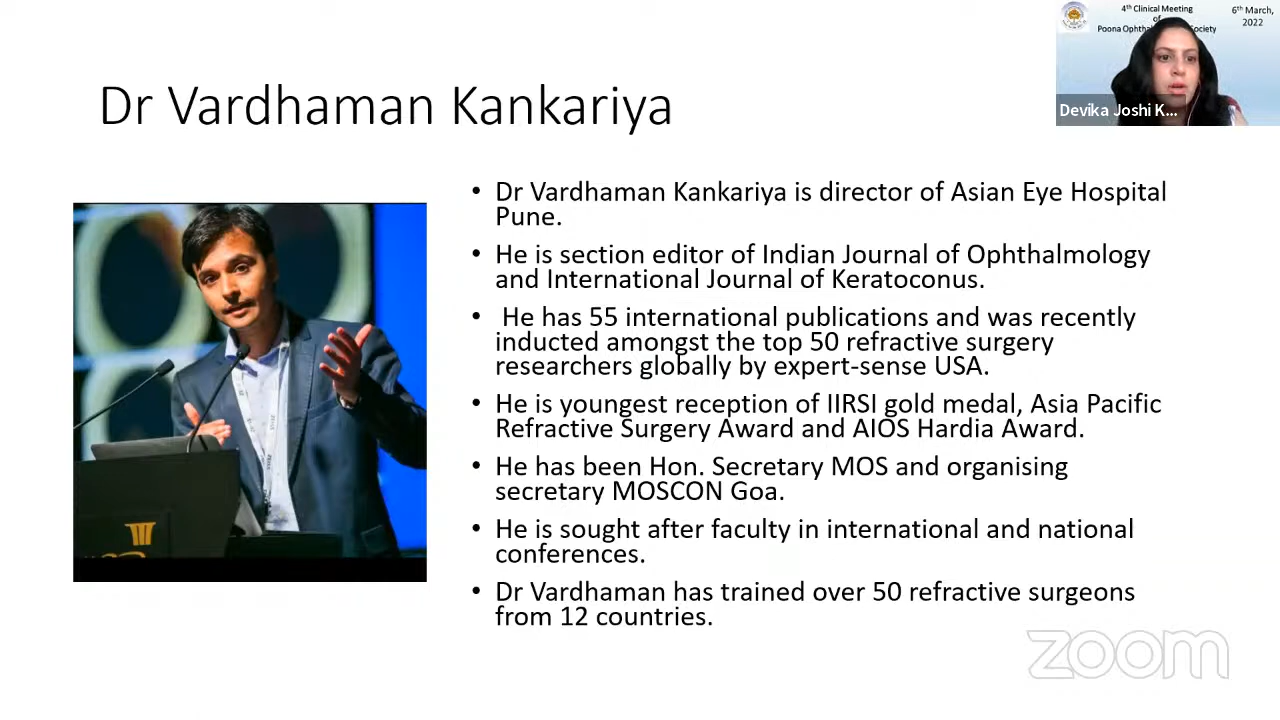 4th Clinical Meeting
of
Poona Ophthal Society
6th March,
2022
Devika Joshi K...
Dr Vardhaman Kankariya
• Dr Vardhaman Kankariya is director of Asian Eye Hospital
Pune.
• He is section editor of Indian Journal of Ophthalmology
and International Journal of Keratoconus.
• He has 55 international publications and was recently
inducted amongst the top 50 refractive surgery
researchers globally by expert-sense USA.
• He is youngest reception of IIRSI gold medal, Asia Pacific
Refractive Surgery Award and AIOS Hardia Award.
• He has been Hon. Secretary MOS and organising
secretary MOSCON Goa.
• He is sought after faculty in international and national
conferences.
• Dr Vardhaman has trained over 50 refractive surgeons
from 12 countries.
zoom